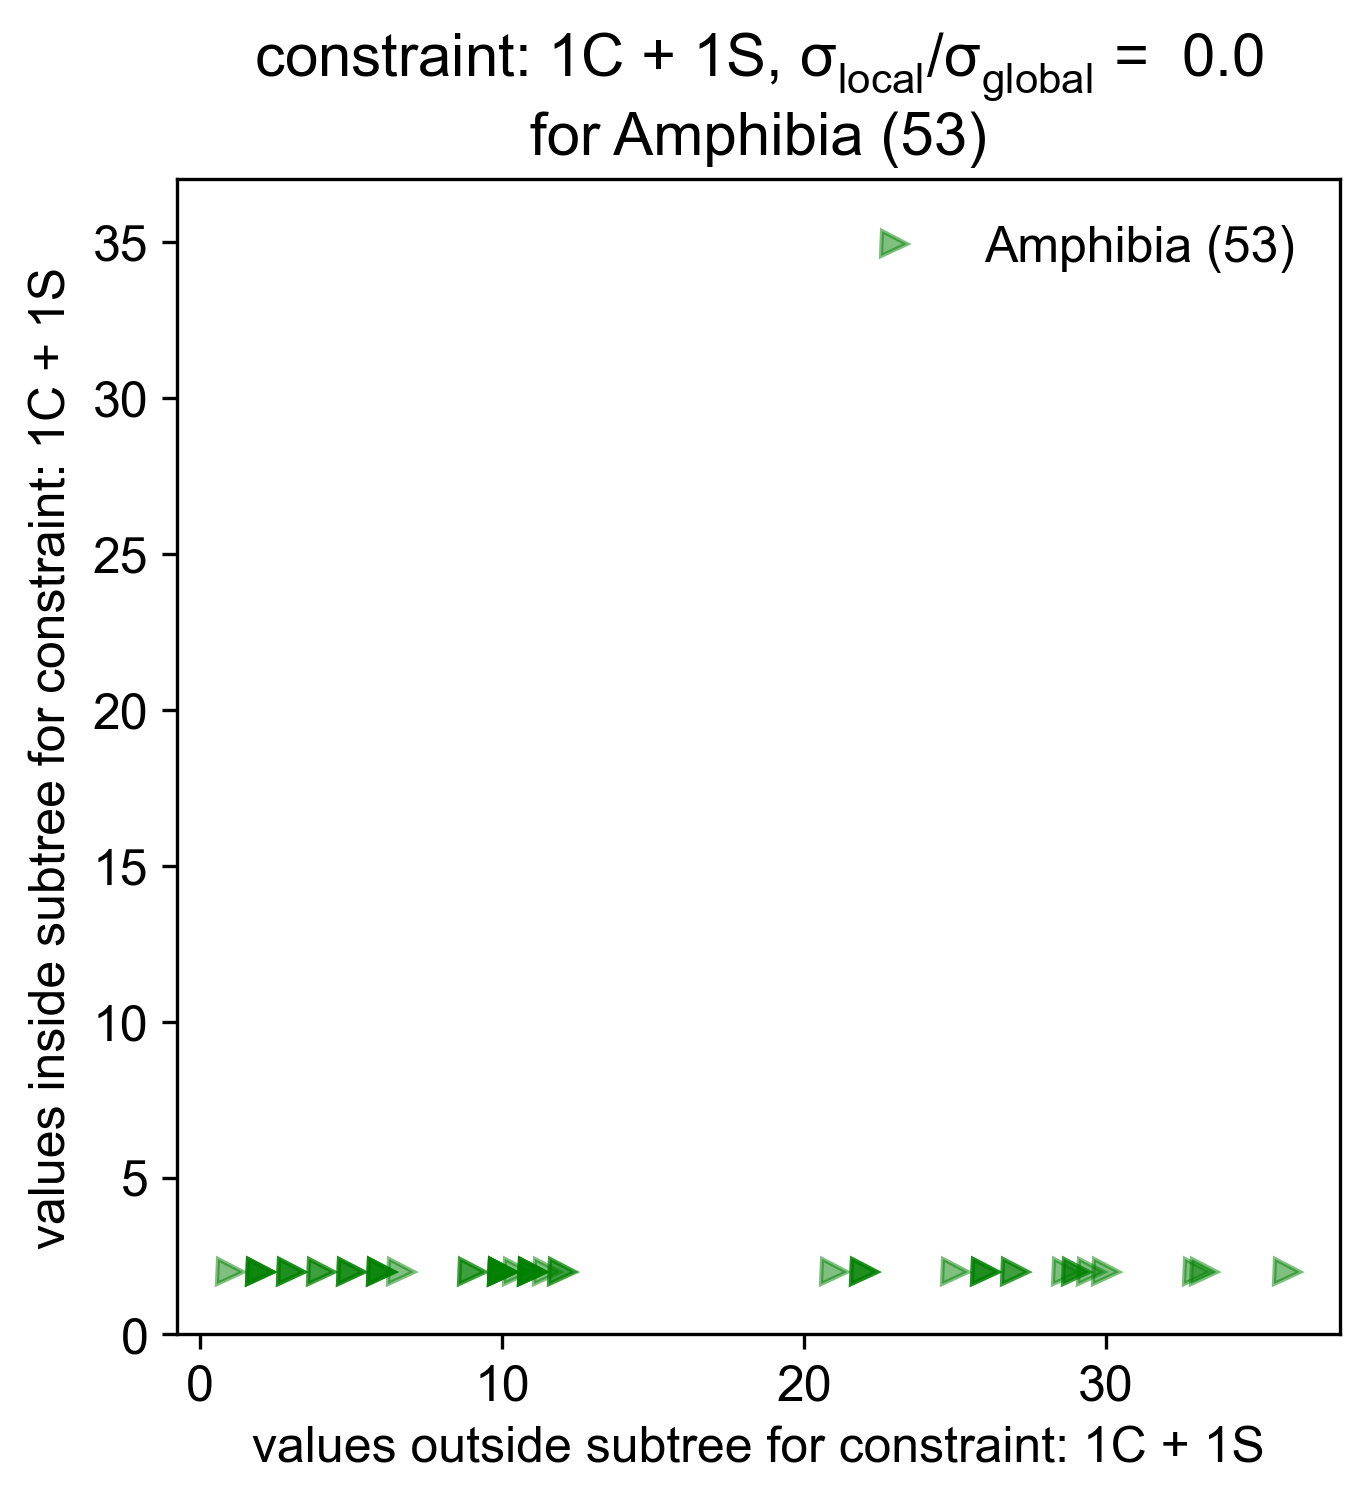 constraint: 1C + 1S, σlocal/σglobal = 0.0
for Amphibia (53)
Amphibia (53)
values inside subtree for constraint: 1C + 1S
35
30
25
20
15
10
5
0
0 10 20 30
values outside subtree for constraint: 1C + 1S